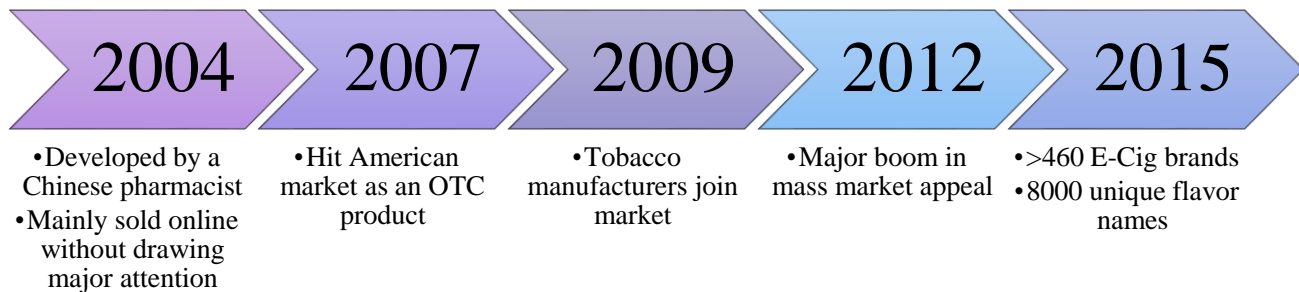 2004
2007
2009
2012
2015
•Developed by a
Chinese pharmacist
•Mainly sold online
without drawing
major attention
•Hit American
market as an OTC
product
•Tobacco
manufacturers join
market
•Major boom in
mass market appeal
•>460 E-Cig brands
•8000 unique flavor
names